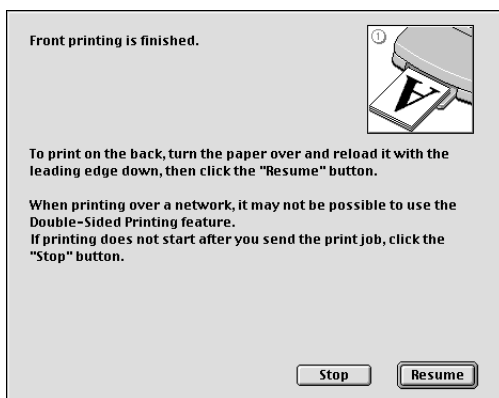 Front printing is finished.
①
A
To print on the back, turn the paper over and reload it with the
leading edge down, then click the "Resume" button.
When printing over a network, it may not be possible to use the
Double-Sided Printing feature.
If printing does not start after you send the print job, click the
"Stop" button.
Stop
Resume